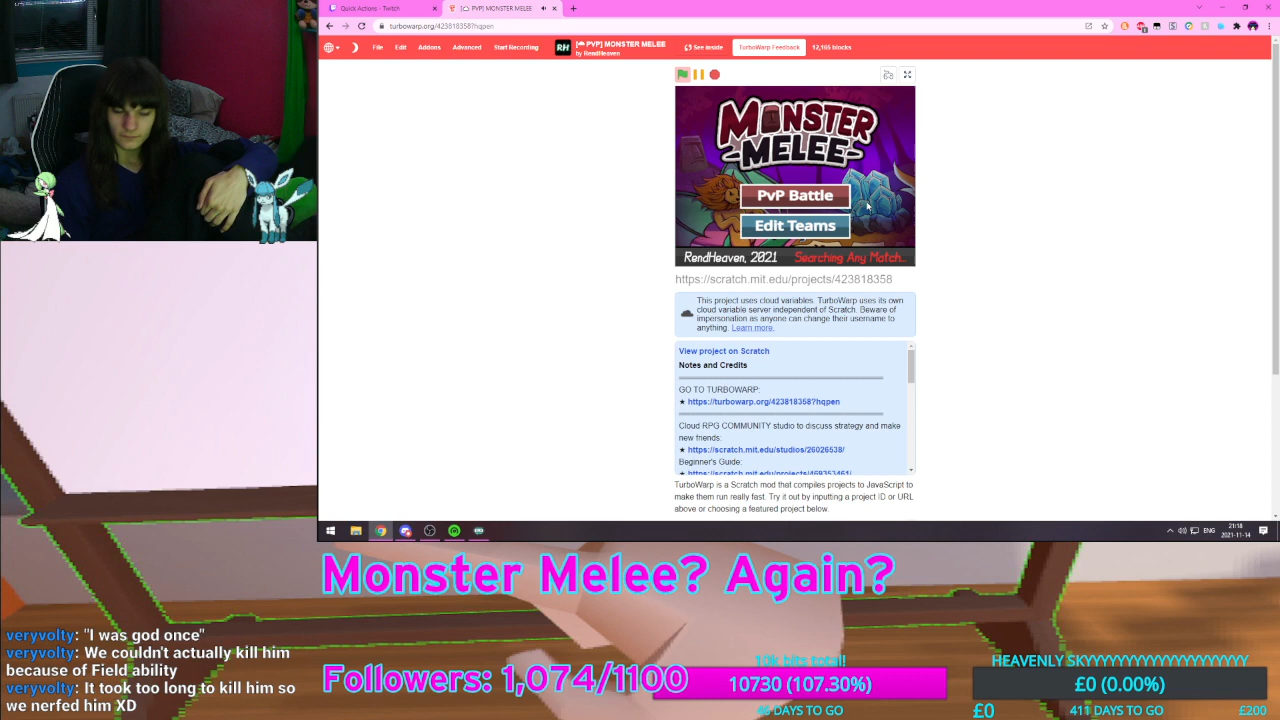 Quick Actions - Twitch
[☁ PVP] MONSTER MELEE
turbowarp.org/423818358?hqpen
File Edit Addons Advanced Start Recording
RH
[☁ PVP] MONSTER MELEE
by RendHeaven
See inside
TurboWarp Feedback
12,105 blocks
MONSTER
MELEE
PvP Battle
Edit Teams
RendHeaven, 2021 Searching Any Match..
https://scratch.mit.edu/projects/423818358
This project uses cloud variables. TurboWarp uses its own
cloud variable server independent of Scratch. Beware of
impersonation as anyone can change their username to
anything. Learn more.
View project on Scratch
Notes and Credits
GO TO TURBOWARP:
★ https://turbowarp.org/423818358?hqpen
Cloud RPG COMMUNITY studio to discuss strategy and make
new friends:
★ https://scratch.mit.edu/studios/26026538/
Beginner's Guide:
★ https://scratch.mit.edu/projects/469353461/
TurboWarp is a Scratch mod that compiles projects to JavaScript to
make them run really fast. Try it out by inputting a project ID or URL
above or choosing a featured project below.
ENG
21:18
2021-11-14
Monster Melee? Again?
veryvolty: "I was god once"
veryvolty: We couldn't actually kill him
because of Field ability
veryvolty: It took too long to kill him so
we nerfed him XD
Followers: 1,074/1100
10k bits total!
10730 (107.30%)
46 DAYS TO GO
HEAVENLY SKYYYYYYYYYYYYYYYYYYYYY
£0 (0.00%)
£0
411 DAYS TO GO
£200